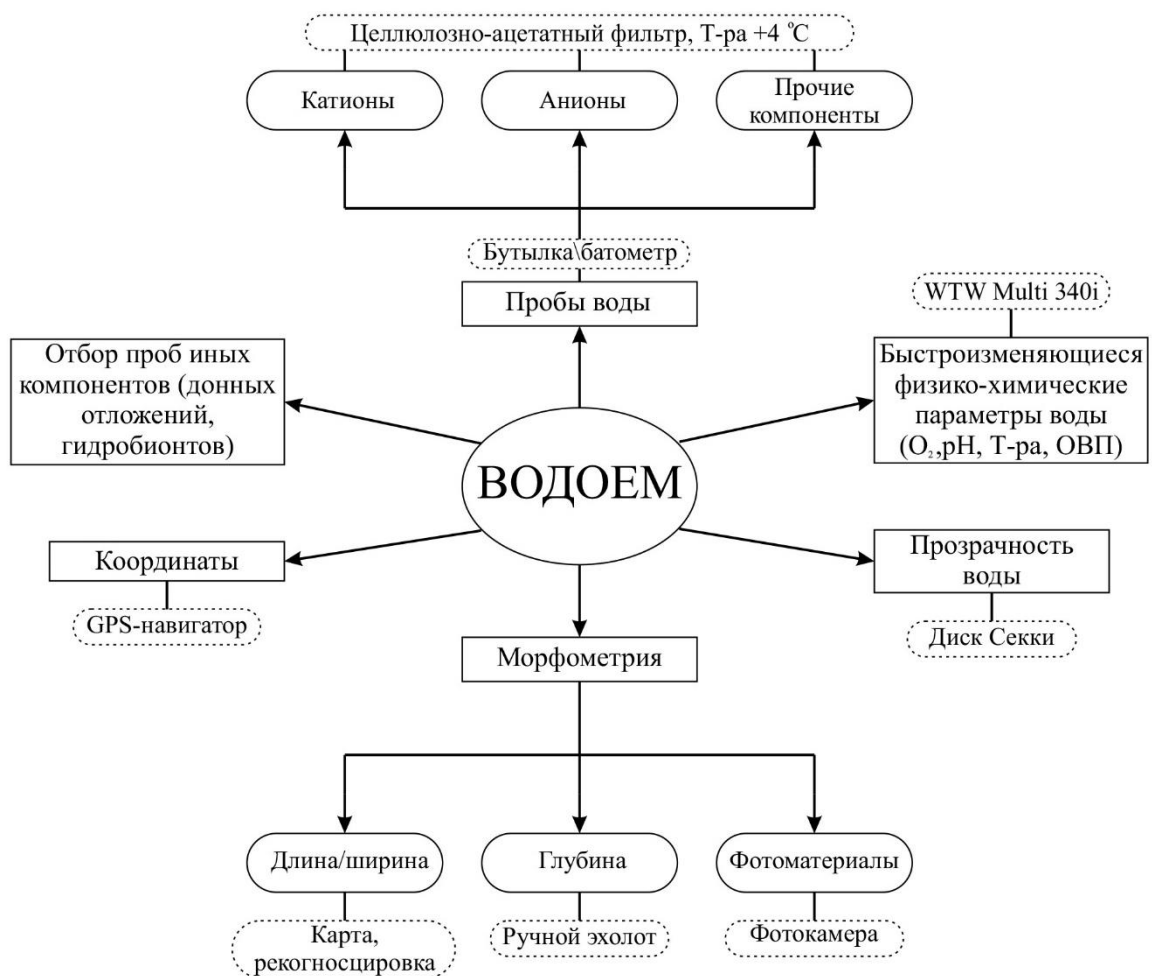 Целлюлозно-ацетатный фильтр, Т-ра +4 °C
Катионы
Анионы
Прочие
компоненты
Бутылка\батометр
Пробы воды
WTW Multi 340i
Отбор проб иных
компонентов (донных
отложений,
гидробионтов)
Быстроизменяющиеся
физико-химические
параметры воды
(O₂,pH, Т-ра, ОВП)
ВОДОЕМ
Координаты
GPS-навигатор
Прозрачность
воды
Диск Секки
Морфометрия
Длина/ширина
Глубина
Фотоматериалы
Карта,
рекогносцировка
Ручной эхолот
Фотокамера